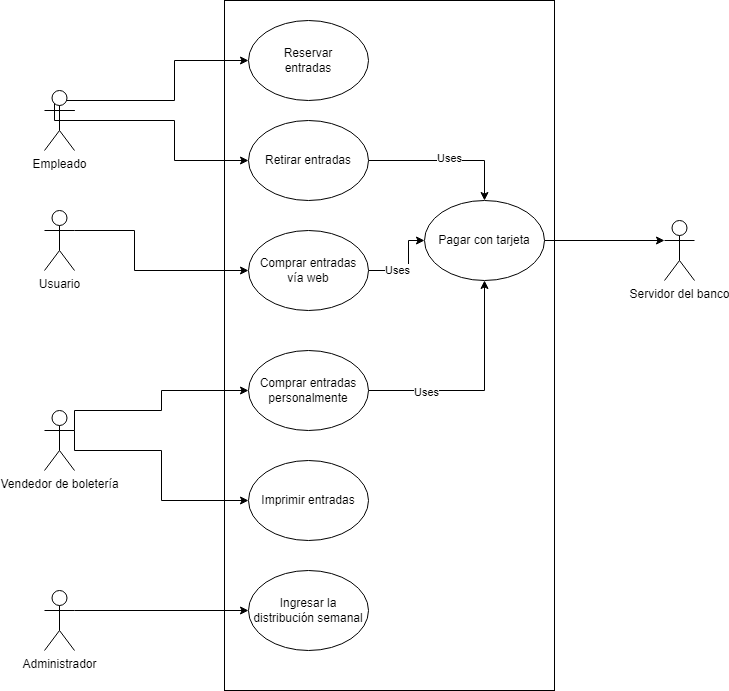 Reservar
entradas
Empleado
Retirar entradas
Uses
Usuario
Comprar entradas
vía web
Uses
Pagar con tarjeta
Servidor del banco
Comprar entradas
personalmente
Uses
Vendedor de boletería
Imprimir entradas
Ingresar la
distribución semanal
Administrador